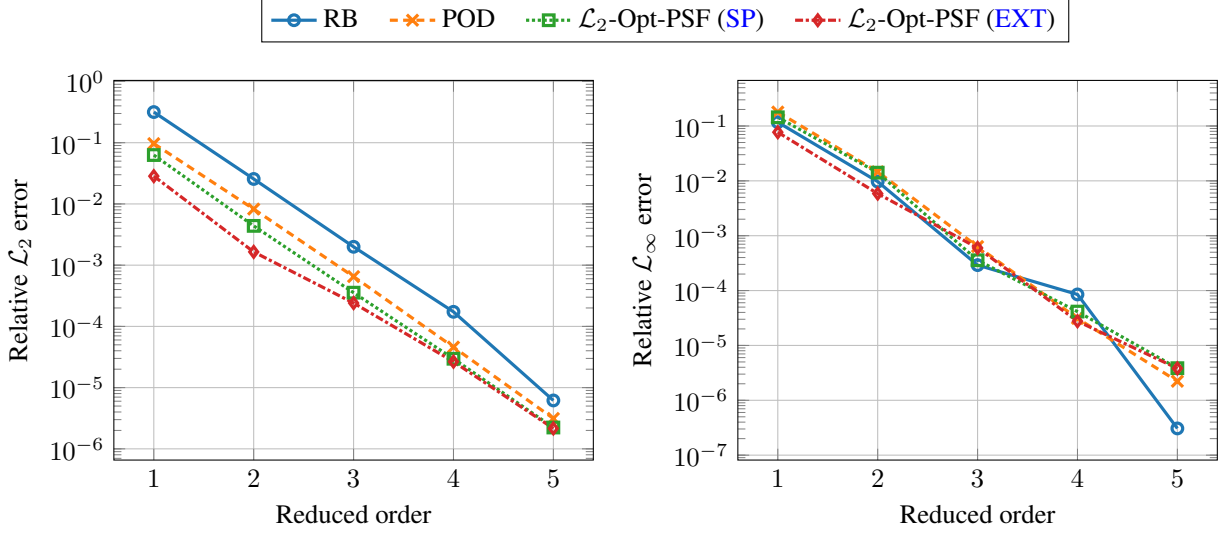 RB POD ℒ₂-Opt-PSF (SP) ℒ₂-Opt-PSF (EXT)
Relative ℒ₂ error
10⁰
10⁻¹
10⁻²
10⁻³
10⁻⁴
10⁻⁵
10⁻⁶
1 2 3 4 5
Reduced order
Relative ℒ∞ error
10⁻¹
10⁻²
10⁻³
10⁻⁴
10⁻⁵
10⁻⁶
10⁻⁷
1 2 3 4 5
Reduced order